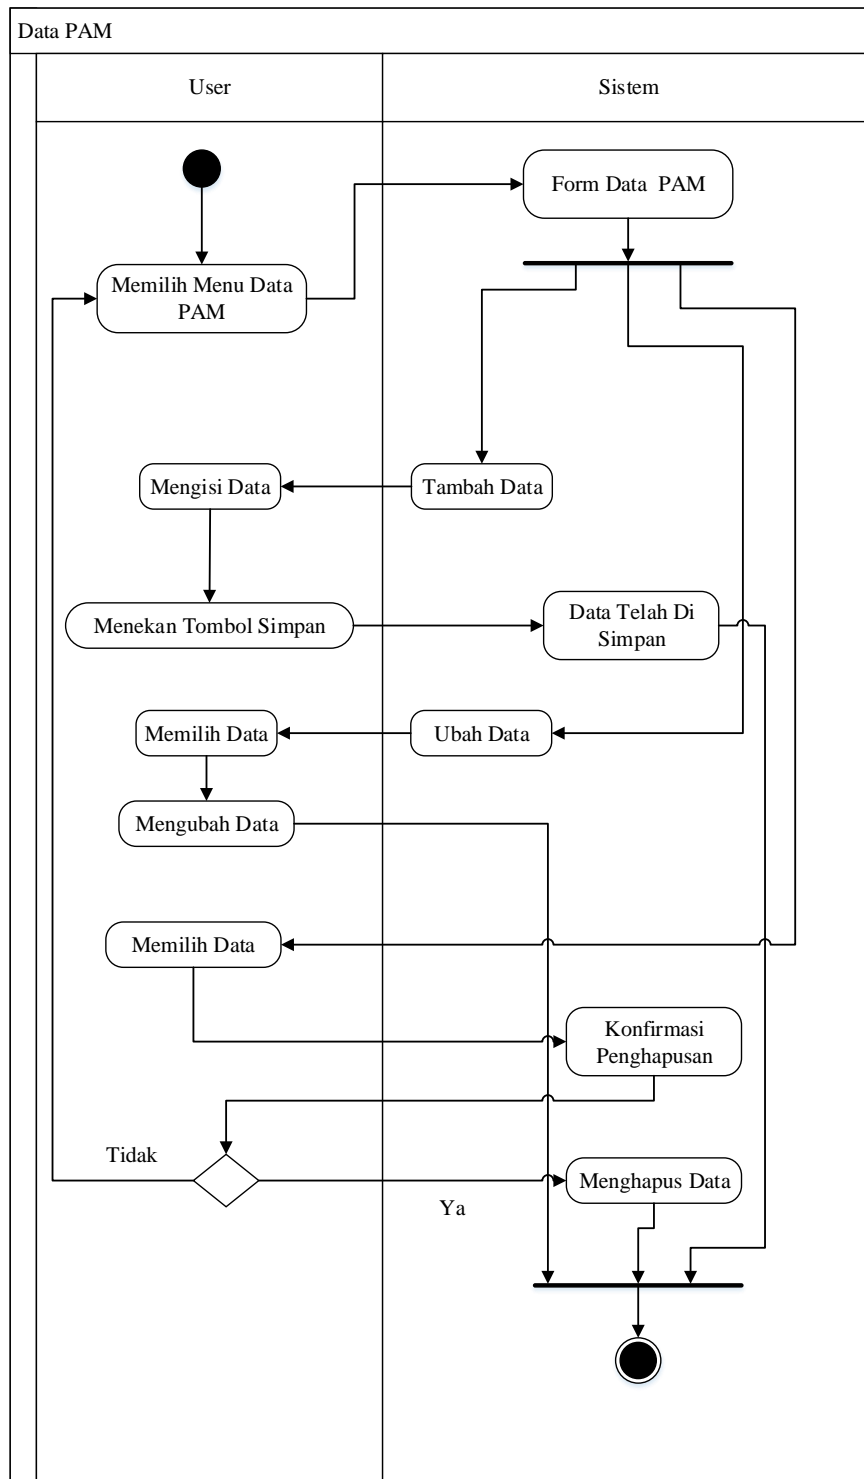 Data PAM
User
Sistem
Form Data PAM
Memilih Menu Data
PAM
Mengisi Data
Tambah Data
Menekan Tombol Simpan
Data Telah Di
Simpan
Memilih Data
Ubah Data
Mengubah Data
Memilih Data
Konfirmasi
Penghapusan
Tidak
Menghapus Data
Ya